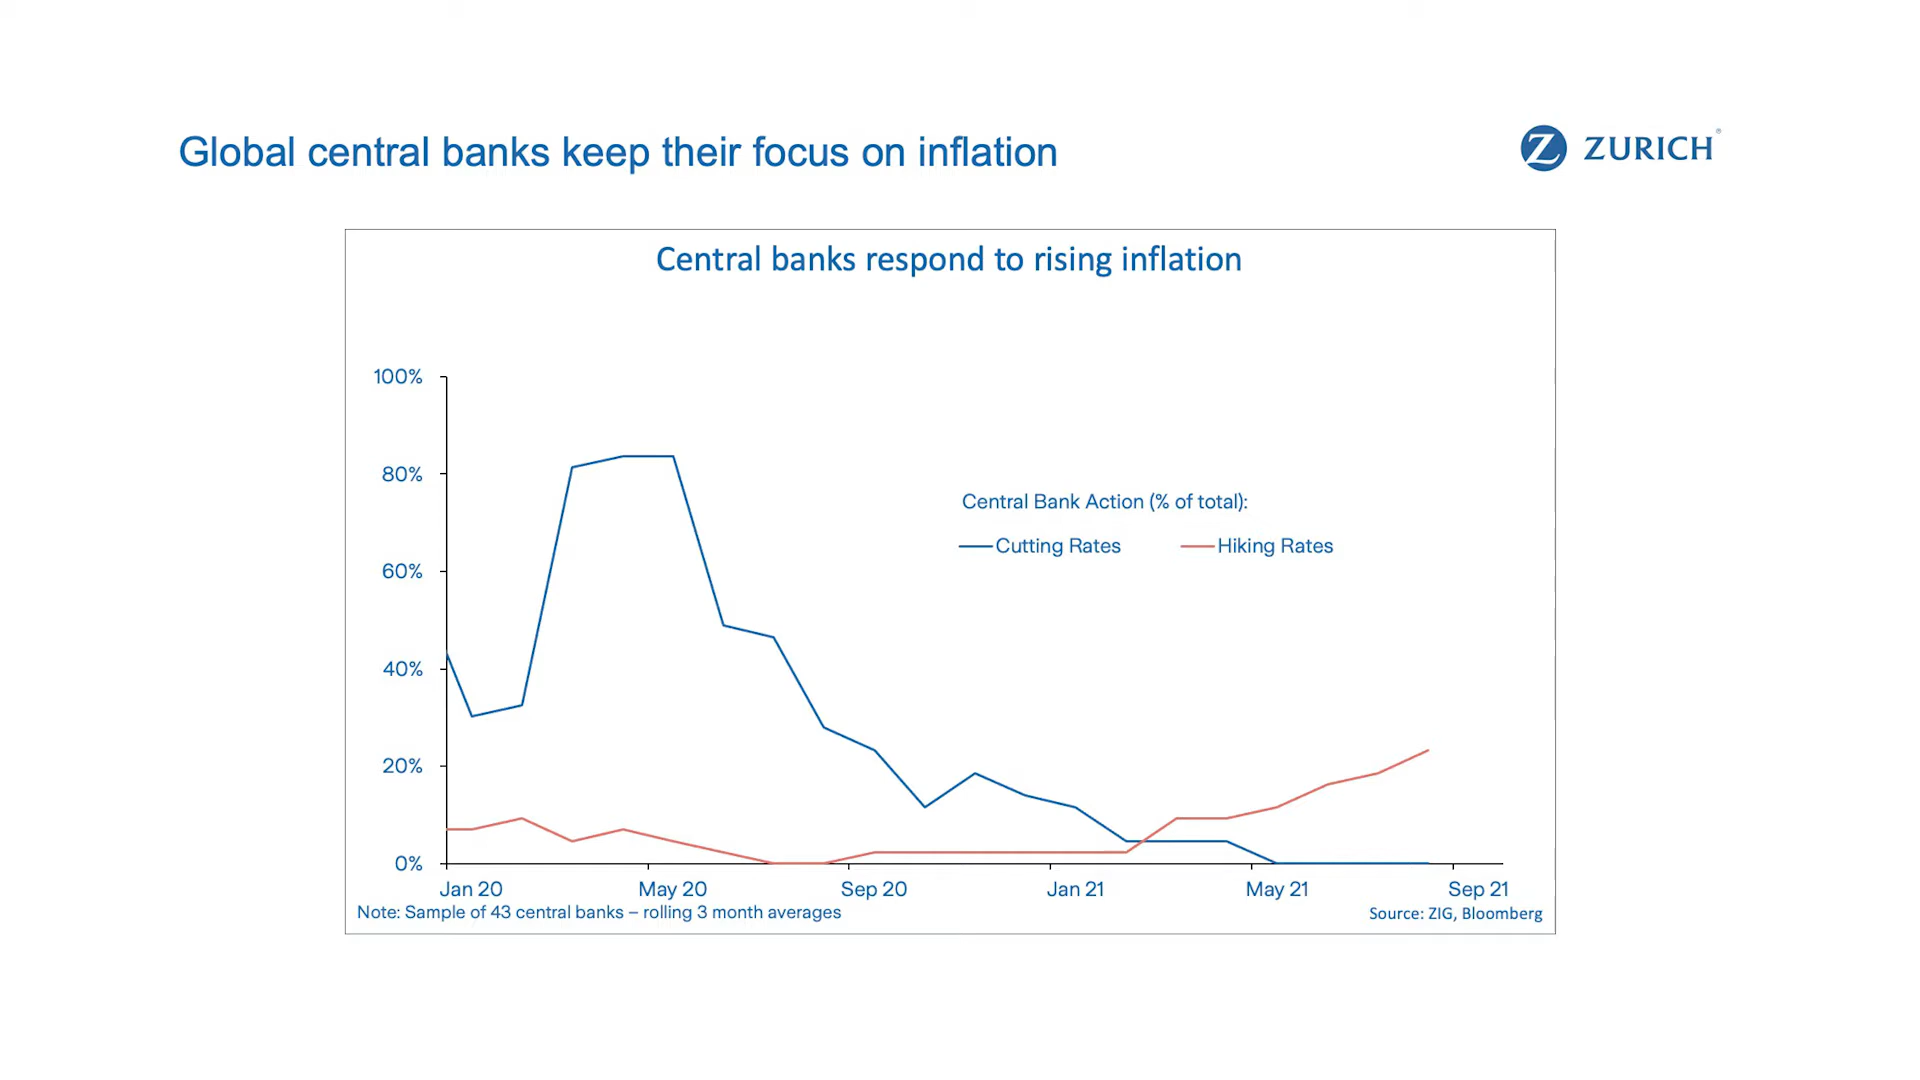 Global central banks keep their focus on inflation
Z ZURICH®
Central banks respond to rising inflation
100%
80%
Central Bank Action (% of total):
Cutting Rates Hiking Rates
60%
40%
20%
0%
Jan 20 May 20 Sep 20 Jan 21 May 21 Sep 21
Note: Sample of 43 central banks – rolling 3 month averages
Source: ZIG, Bloomberg